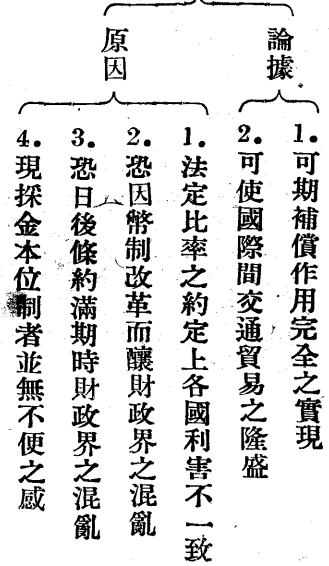 論據
1.可期補償作用完全之實現
2.可使國際間交通貿易之隆盛
原因
1.法定比率之約定上各國利害不一致
2.恐因幣制改革而釀財政界之混亂
3.恐日後條約滿期時財政界之混亂
4.現採金本位制者並無不便之感